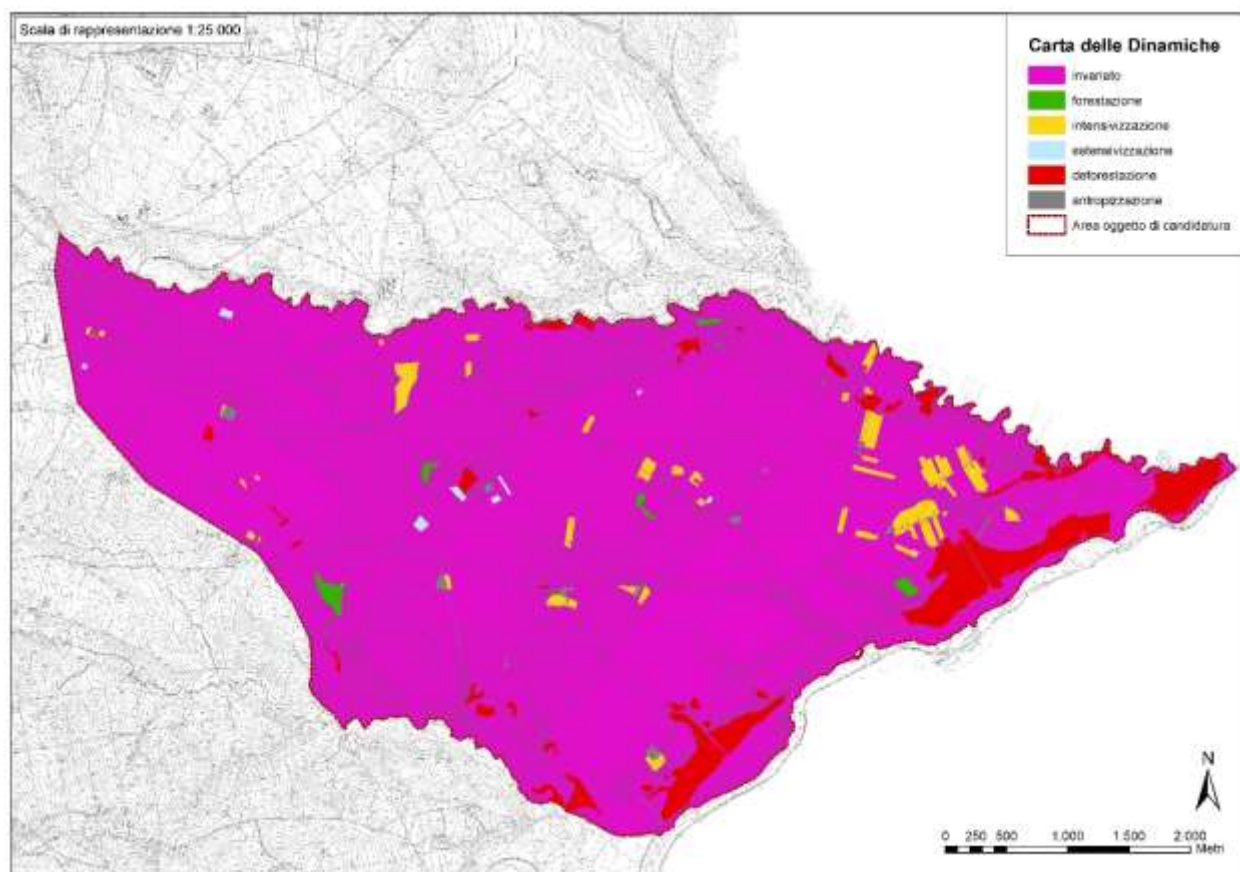 Scala di rappresentazione 1:25 000
Carta delle Dinamiche
invariato
forestazione
intensivizzazione
estensivizzazione
deforestazione
antropizzazione
Area oggetto di candidatura
N
0 250 500 1.000 1.500 2.000
Metri